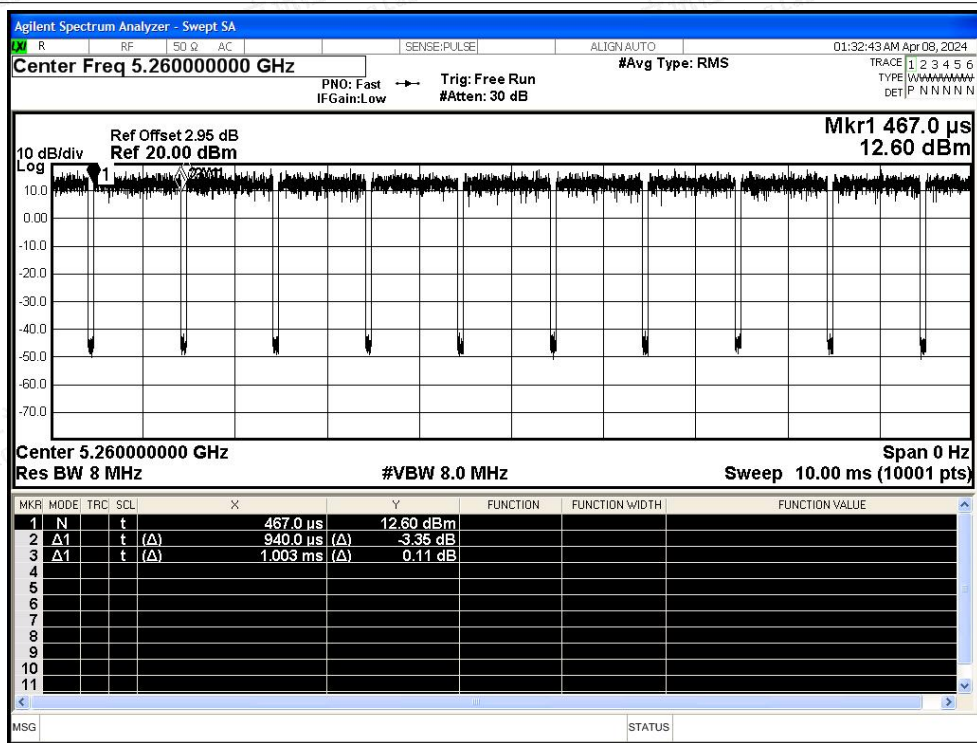 Agilent Spectrum Analyzer - Swept SA
LXI R RF 50 Ω AC SENSE:PULSE ALIGN AUTO 01:32:43 AM Apr 08, 2024
Center Freq 5.260000000 GHz #Avg Type: RMS TRACE 1 2 3 4 5 6
PNO: Fast Trig: Free Run TYPE WWWWWW
IFGain:Low #Atten: 30 dB DET P N N N N N
Mkr1 467.0 µs
12.60 dBm
Ref Offset 2.95 dB
10 dB/div Ref 20.00 dBm
Log
1
10.0
0.00
-10.0
-20.0
-30.0
-40.0
-50.0
-60.0
-70.0
Center 5.260000000 GHz Span 0 Hz
Res BW 8 MHz #VBW 8.0 MHz Sweep 10.00 ms (10001 pts)
MKR MODE TRC SCL X Y FUNCTION FUNCTION WIDTH FUNCTION VALUE
1 N t 467.0 µs 12.60 dBm
2 Δ1 t (Δ) 940.0 µs (Δ) -3.35 dB
3 Δ1 t (Δ) 1.003 ms (Δ) 0.11 dB
4
5
6
7
8
9
10
11
MSG STATUS